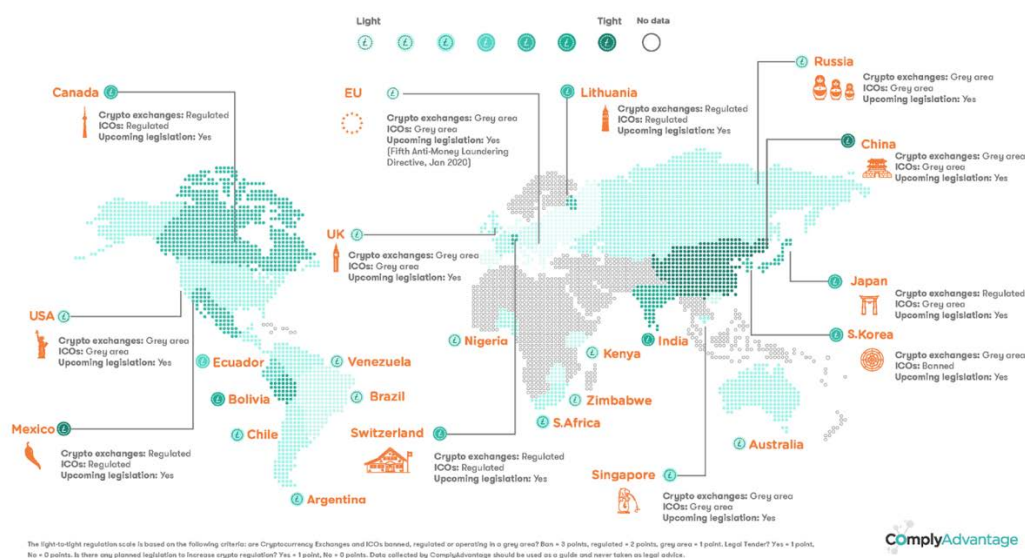 Light
Tight
No data
Canada
Crypto exchanges: Regulated
ICOs: Regulated
Upcoming legislation: Yes
EU
Crypto exchanges: Grey area
ICOs: Grey area
Upcoming legislation: Yes
(Fifth Anti-Money Laundering
Directive, Jan 2020)
Lithuania
Crypto exchanges: Regulated
ICOs: Regulated
Upcoming legislation: Yes
Russia
Crypto exchanges: Grey area
ICOs: Grey area
Upcoming legislation: Yes
China
Crypto exchanges: Grey area
ICOs: Grey area
Upcoming legislation: Yes
UK
Crypto exchanges: Grey area
ICOs: Grey area
Upcoming legislation: Yes
Japan
Crypto exchanges: Regulated
ICOs: Grey area
Upcoming legislation: Yes
USA
Crypto exchanges: Grey area
ICOs: Grey area
Upcoming legislation: Yes
S.Korea
Crypto exchanges: Grey area
ICOs: Banned
Upcoming legislation: Yes
Ecuador
Venezuela
Nigeria
Kenya
India
Bolivia
Brazil
Zimbabwe
Mexico
Crypto exchanges: Regulated
ICOs: Regulated
Upcoming legislation: Yes
Chile
Switzerland
Crypto exchanges: Regulated
ICOs: Regulated
Upcoming legislation: Yes
S.Africa
Australia
Singapore
Crypto exchanges: Grey area
ICOs: Grey area
Upcoming legislation: Yes
Argentina
The light-to-tight regulation scale is based on the following criteria: are Cryptocurrency Exchanges and ICOs banned, regulated or operating in a grey area? Ban = 3 points, regulated = 2 points, grey area = 1 point. Legal Tender? Yes = 1 point,
No = 0 points. Is there any planned legislation to increase crypto regulation? Yes = 1 point, No = 0 points. Data collected by ComplyAdvantage should be used as a guide and never taken as legal advice.
ComplyAdvantage